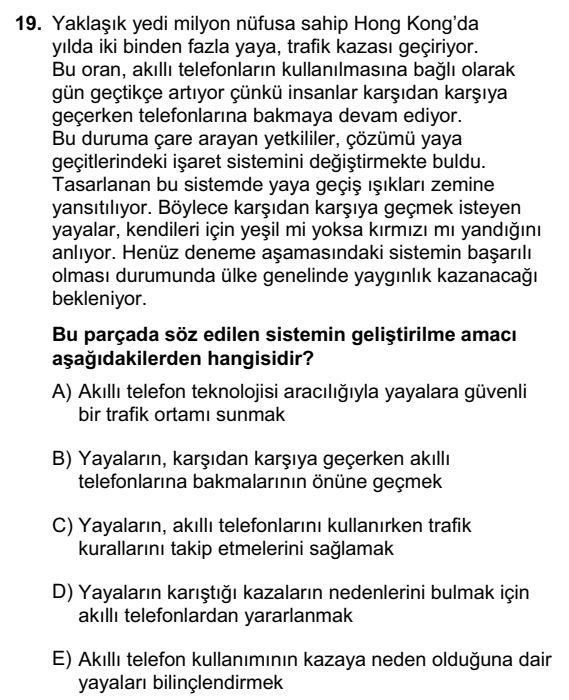 19. Yaklaşık yedi milyon nüfusa sahip Hong Kong'da
yılda iki binden fazla yaya, trafik kazası geçiriyor.
Bu oran, akıllı telefonların kullanılmasına bağlı olarak
gün geçtikçe artıyor çünkü insanlar karşıdan karşıya
geçerken telefonlarına bakmaya devam ediyor.
Bu duruma çare arayan yetkililer, çözümü yaya
geçitlerindeki işaret sistemini değiştirmekte buldu.
Tasarlanan bu sistemde yaya geçiş ışıkları zemine
yansıtılıyor. Böylece karşıdan karşıya geçmek isteyen
yayalar, kendileri için yeşil mi yoksa kırmızı mı yandığını
anlıyor. Henüz deneme aşamasındaki sistemin başarılı
olması durumunda ülke genelinde yaygınlık kazanacağı
bekleniyor.
Bu parçada söz edilen sistemin geliştirilme amacı
aşağıdakilerden hangisidir?
A) Akıllı telefon teknolojisi aracılığıyla yayalara güvenli
bir trafik ortamı sunmak
B) Yayaların, karşıdan karşıya geçerken akıllı
telefonlarına bakmalarının önüne geçmek
C) Yayaların, akıllı telefonlarını kullanırken trafik
kurallarını takip etmelerini sağlamak
D) Yayaların karıştığı kazaların nedenlerini bulmak için
akıllı telefonlardan yararlanmak
E) Akıllı telefon kullanımının kazaya neden olduğuna dair
yayaları bilinçlendirmek